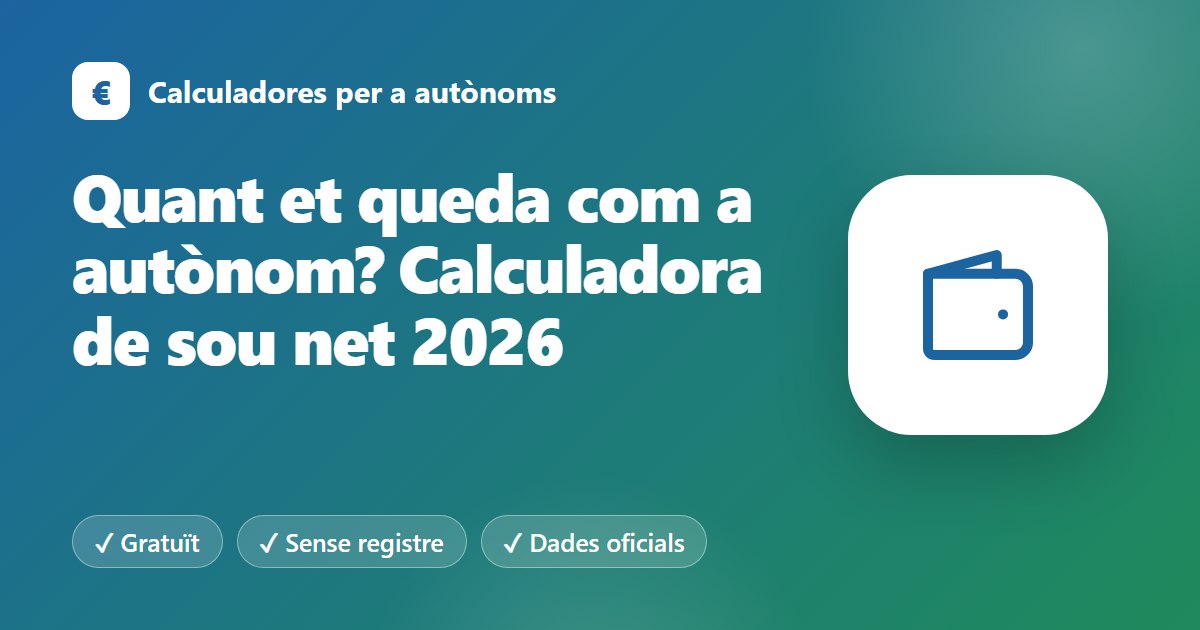 €
Calculadores per a autònoms
Quant et queda com a
autònom? Calculadora
de sou net 2026
✓ Gratuït
✓ Sense registre
✓ Dades oficials